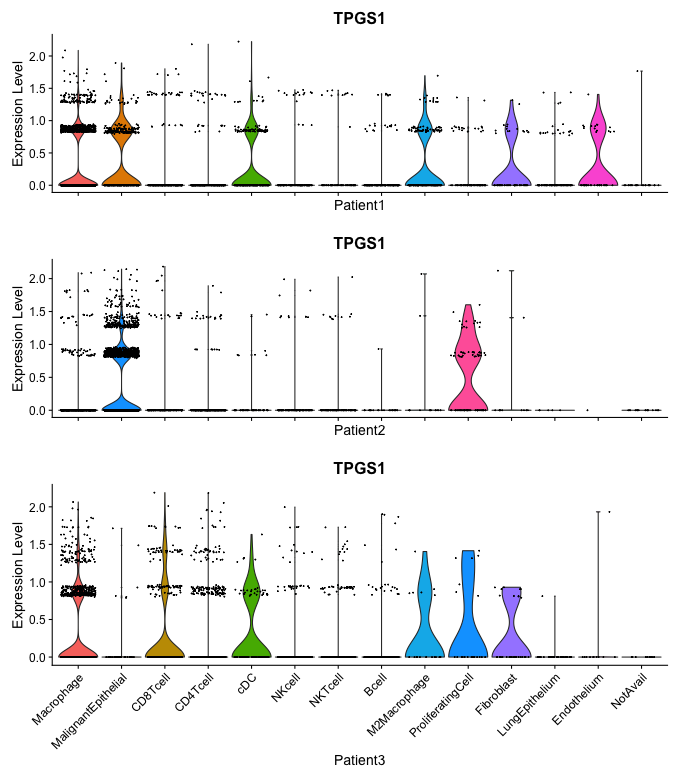 TPGS1
Expression Level
2.0
1.5
1.0
0.5
0.0
Patient1
TPGS1
Expression Level
2.0
1.5
1.0
0.5
0.0
Patient2
TPGS1
Expression Level
2.0
1.5
1.0
0.5
0.0
Macrophage
MalignantEpithelial
CD8Tcell
CD4Tcell
cDC
NKcell
NKTcell
Bcell
M2Macrophage
ProliferatingCell
Fibroblast
LungEpithelium
Endothelium
NotAvail
Patient3